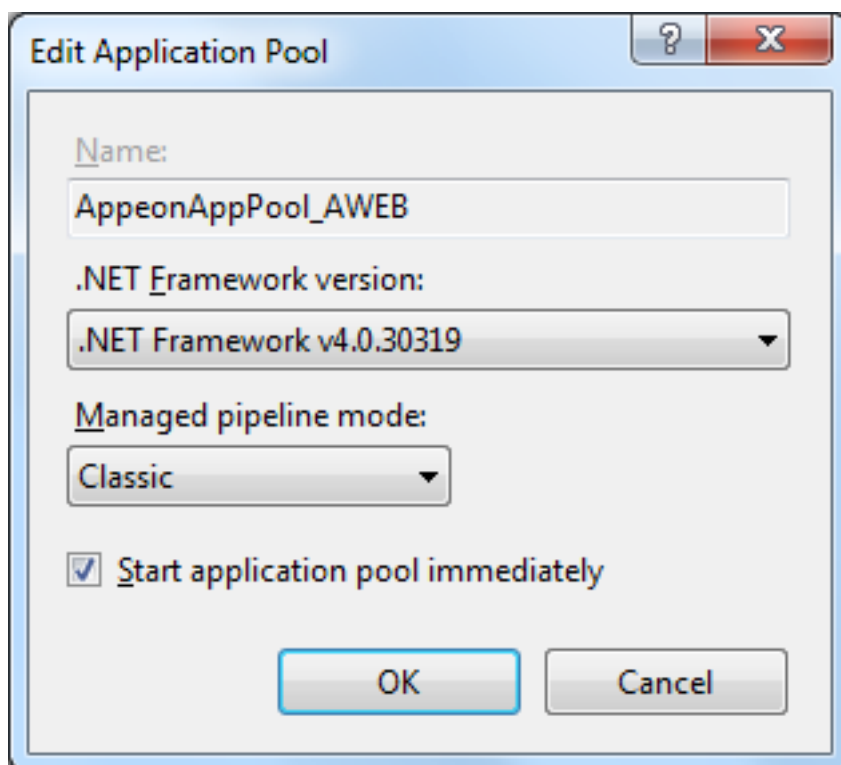 Edit Application Pool
Name:
AppeonAppPool_AWEB
.NET Framework version:
.NET Framework v4.0.30319
Managed pipeline mode:
Classic
Start application pool immediately
OK Cancel